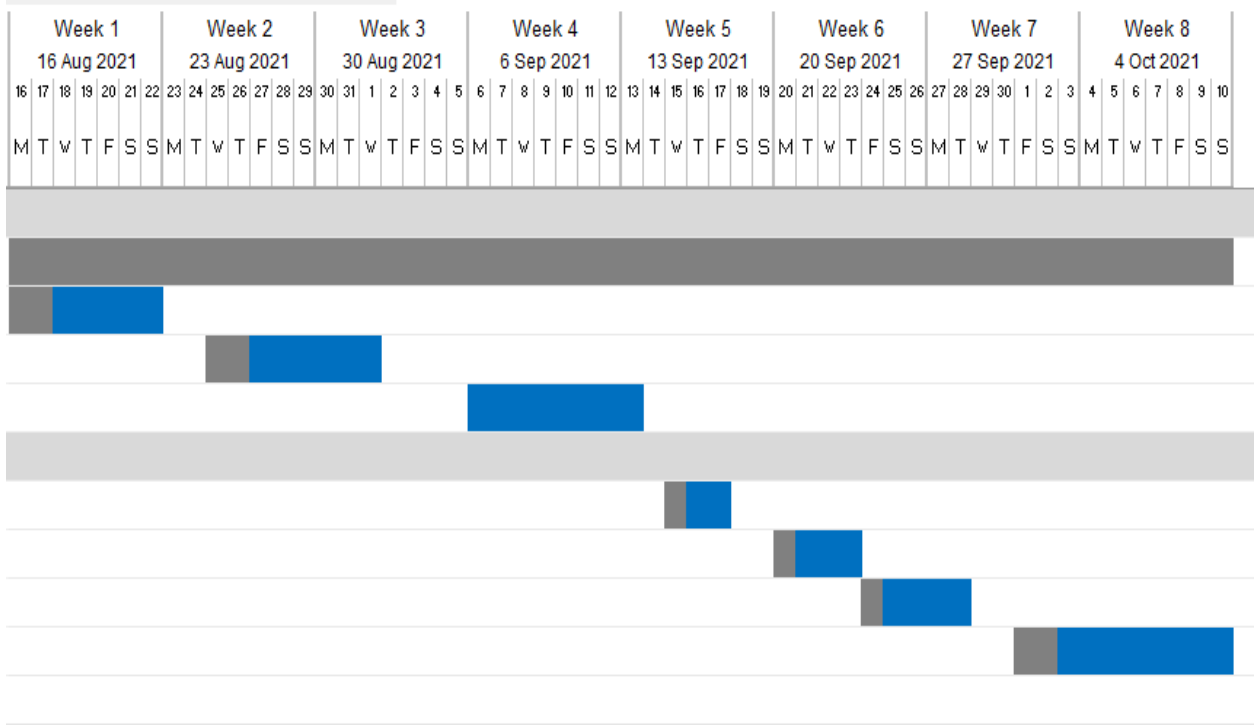 Week 1 Week 2 Week 3 Week 4 Week 5 Week 6 Week 7 Week 8
16 Aug 2021 23 Aug 2021 30 Aug 2021 6 Sep 2021 13 Sep 2021 20 Sep 2021 27 Sep 2021 4 Oct 2021
16 17 18 19 20 21 22 23 24 25 26 27 28 29 30 31 1 2 3 4 5 6 7 8 9 10 11 12 13 14 15 16 17 18 19 20 21 22 23 24 25 26 27 28 29 30 1 2 3 4 5 6 7 8 9 10
M T W T F S S M T W T F S S M T W T F S S M T W T F S S M T W T F S S M T W T F S S M T W T F S S M T W T F S S